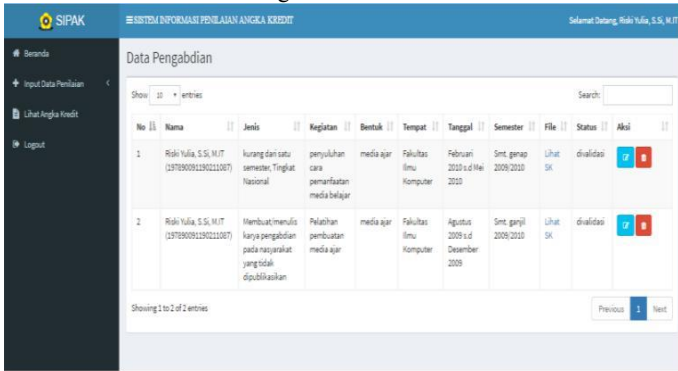 SIPAK
SISTEM INFORMASI PENILAIAN ANGKA KREDIT
Selamat Datang, Riski Yulia, S.Si, M.IT
Beranda
Input Data Penilaian
Lihat Angka Kredit
Logout
Data Pengabdian
Show 10 entries
Search:
No Nama Jenis Kegiatan Bentuk Tempat Tanggal Semester File Status Aksi
1 Riski Yulia, S.Si, M.IT kurang dari satu penyuluhan media ajar Fakultas Februari Smt. genap Lihat divalidasi
(197890091190211087) semester, Tingkat cara Ilmu 2010 s.d Mei 2009/2010 SK
Nasional pemanfaatan Komputer 2010
media belajar
2 Riski Yulia, S.Si, M.IT Membuat/menulis Pelatihan media ajar Fakultas Agustus Smt. ganjil Lihat divalidasi
(197890091190211087) karya pengabdian pembuatan Ilmu 2009 s.d 2009/2010 SK
pada nasyarakat media ajar Komputer Desember
yang tidak 2009
dipublikasikan
Showing 1 to 2 of 2 entries
Previous 1 Next